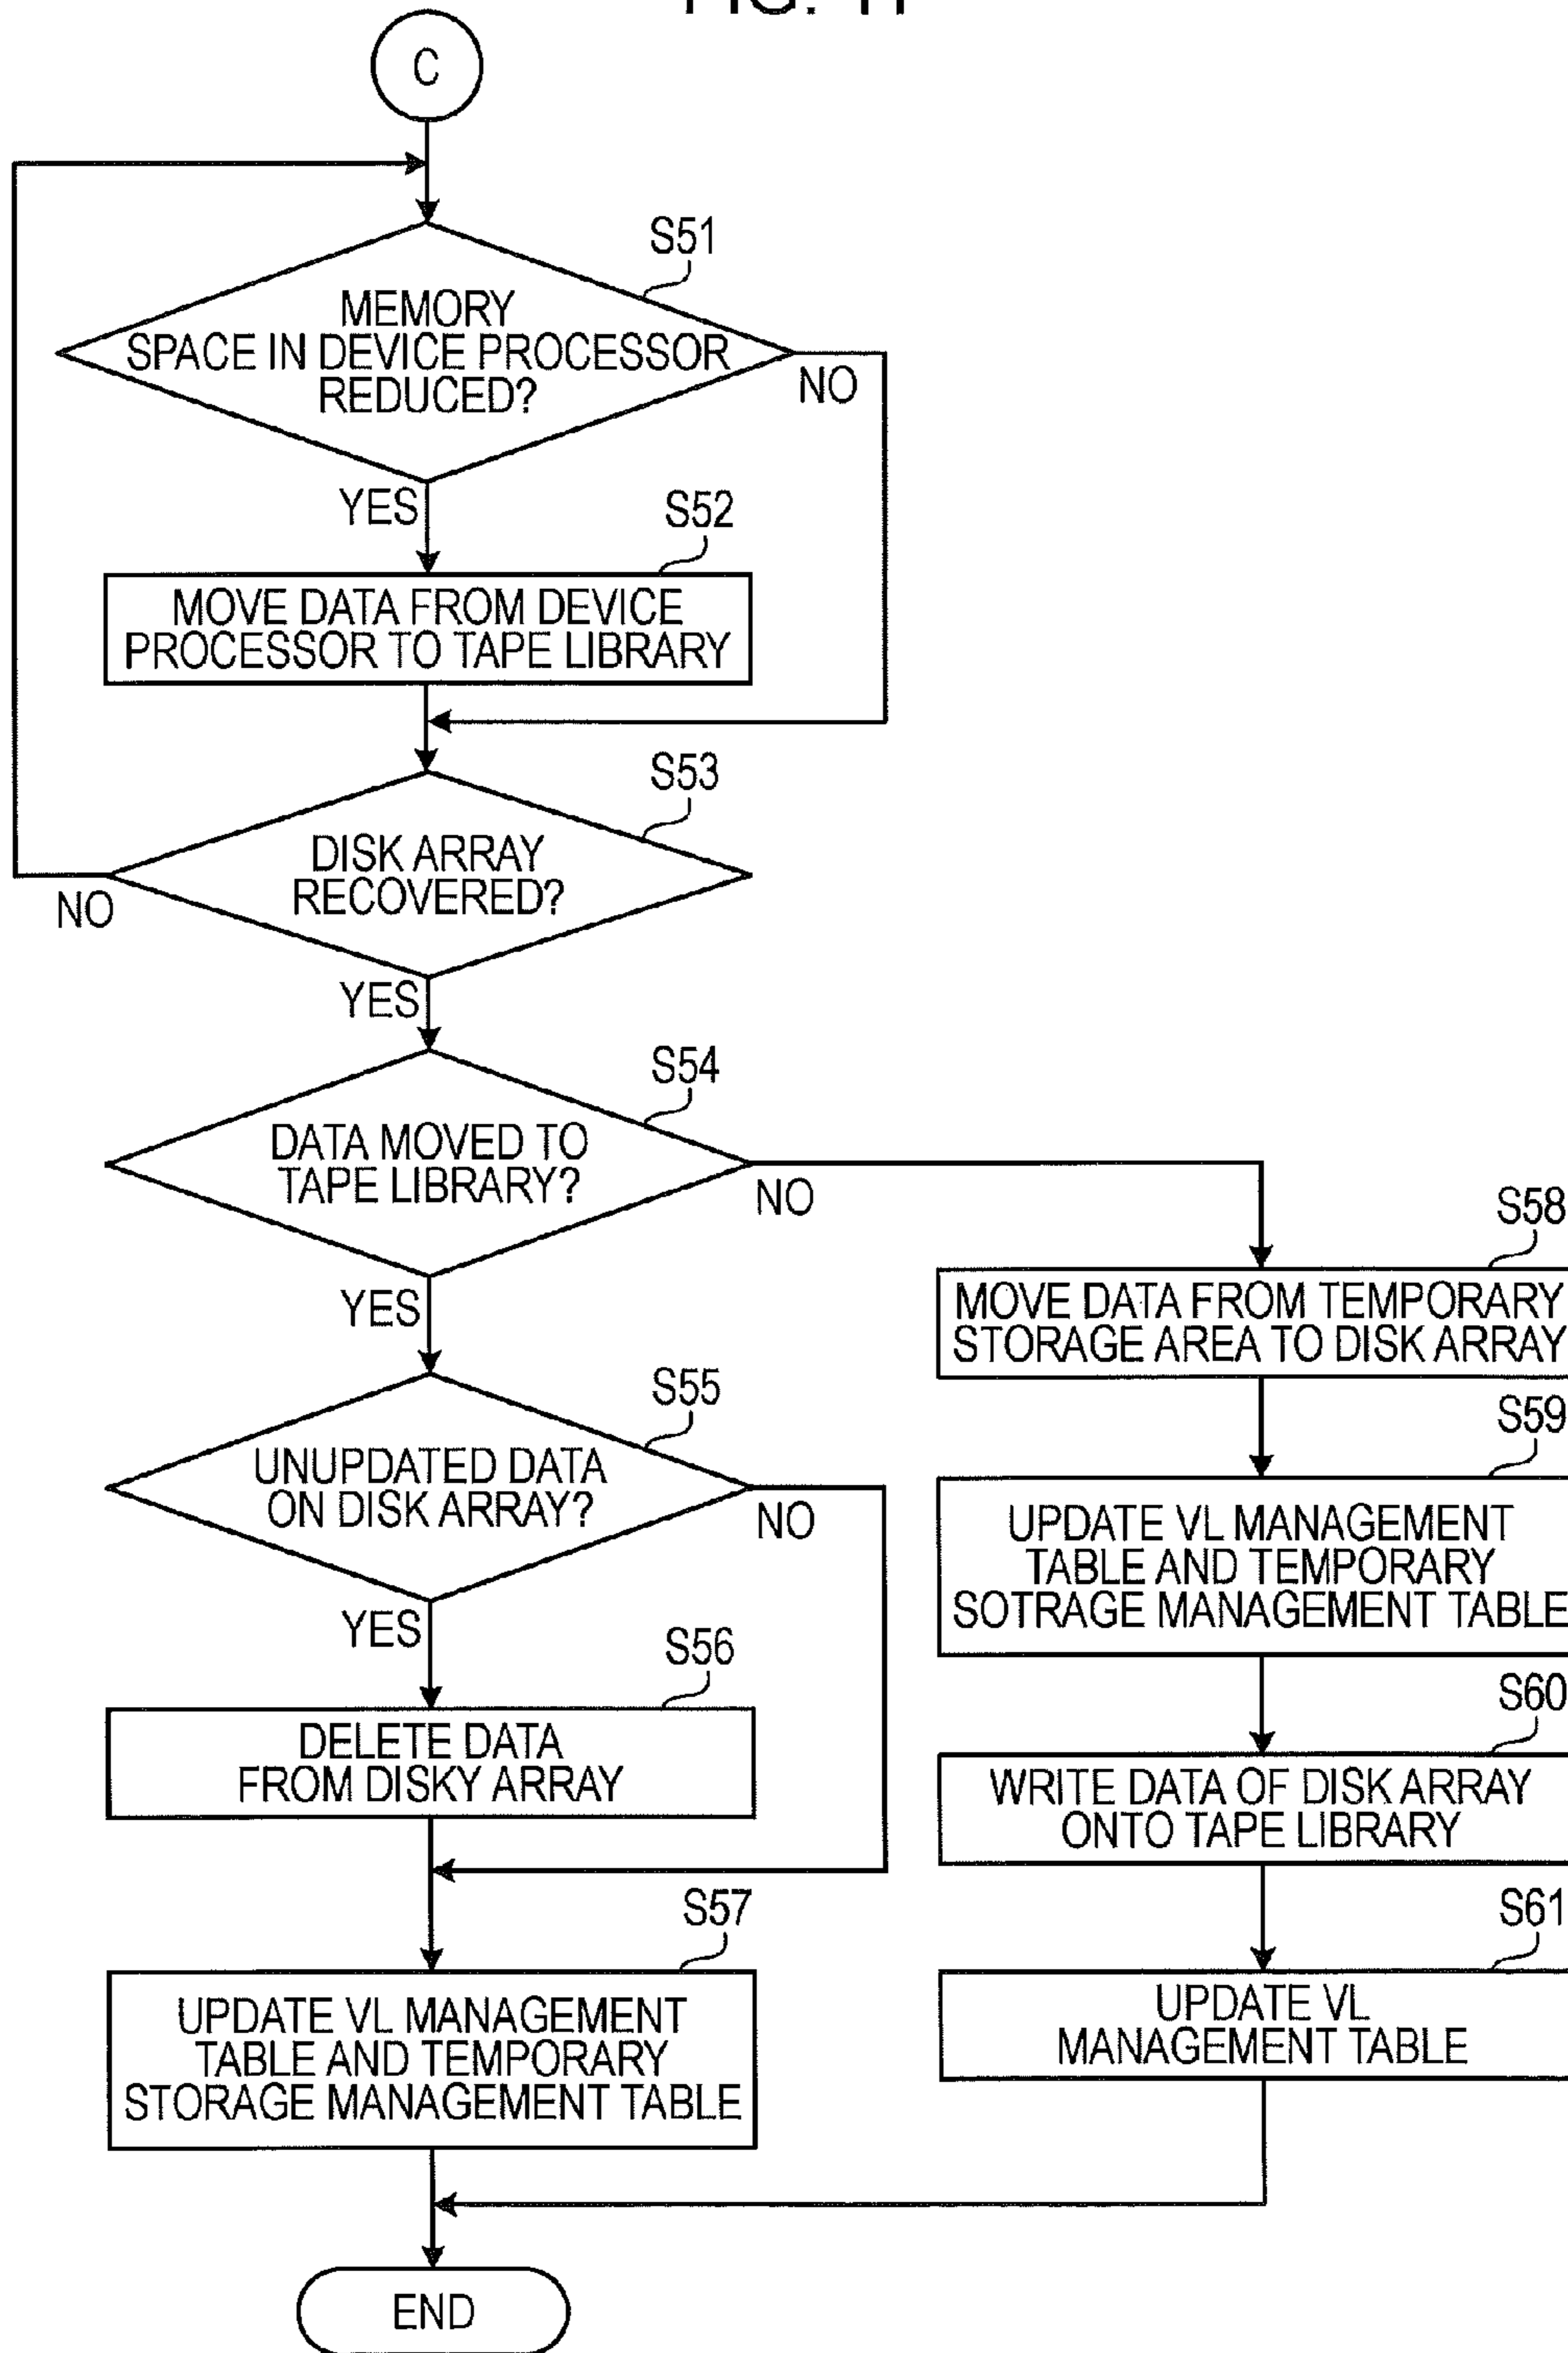 C
S51
MEMORY
SPACE IN DEVICE PROCESSOR
REDUCED?
NO
YES
S52
MOVE DATA FROM DEVICE
PROCESSOR TO TAPE LIBRARY
S53
DISK ARRAY
RECOVERED?
NO
YES
S54
DATA MOVED TO
TAPE LIBRARY?
NO
YES
S55
UNUPDATED DATA
ON DISK ARRAY?
NO
YES
S56
DELETE DATA
FROM DISKY ARRAY
S57
UPDATE VL MANAGEMENT
TABLE AND TEMPORARY
STORAGE MANAGEMENT TABLE
S58
MOVE DATA FROM TEMPORARY
STORAGE AREA TO DISK ARRAY
S59
UPDATE VL MANAGEMENT
TABLE AND TEMPORARY
SOTRAGE MANAGEMENT TABLE
S60
WRITE DATA OF DISK ARRAY
ONTO TAPE LIBRARY
S61
UPDATE VL
MANAGEMENT TABLE
END